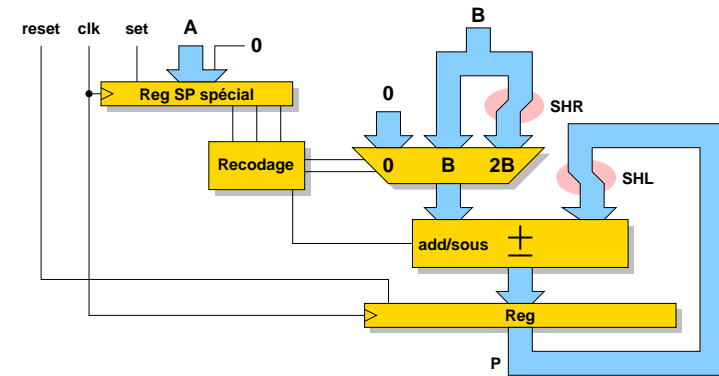 reset clk set A 0 B
Reg SP spécial
0
SHR
Recodage
0 B 2B
SHL
add/sous ±
Reg
P